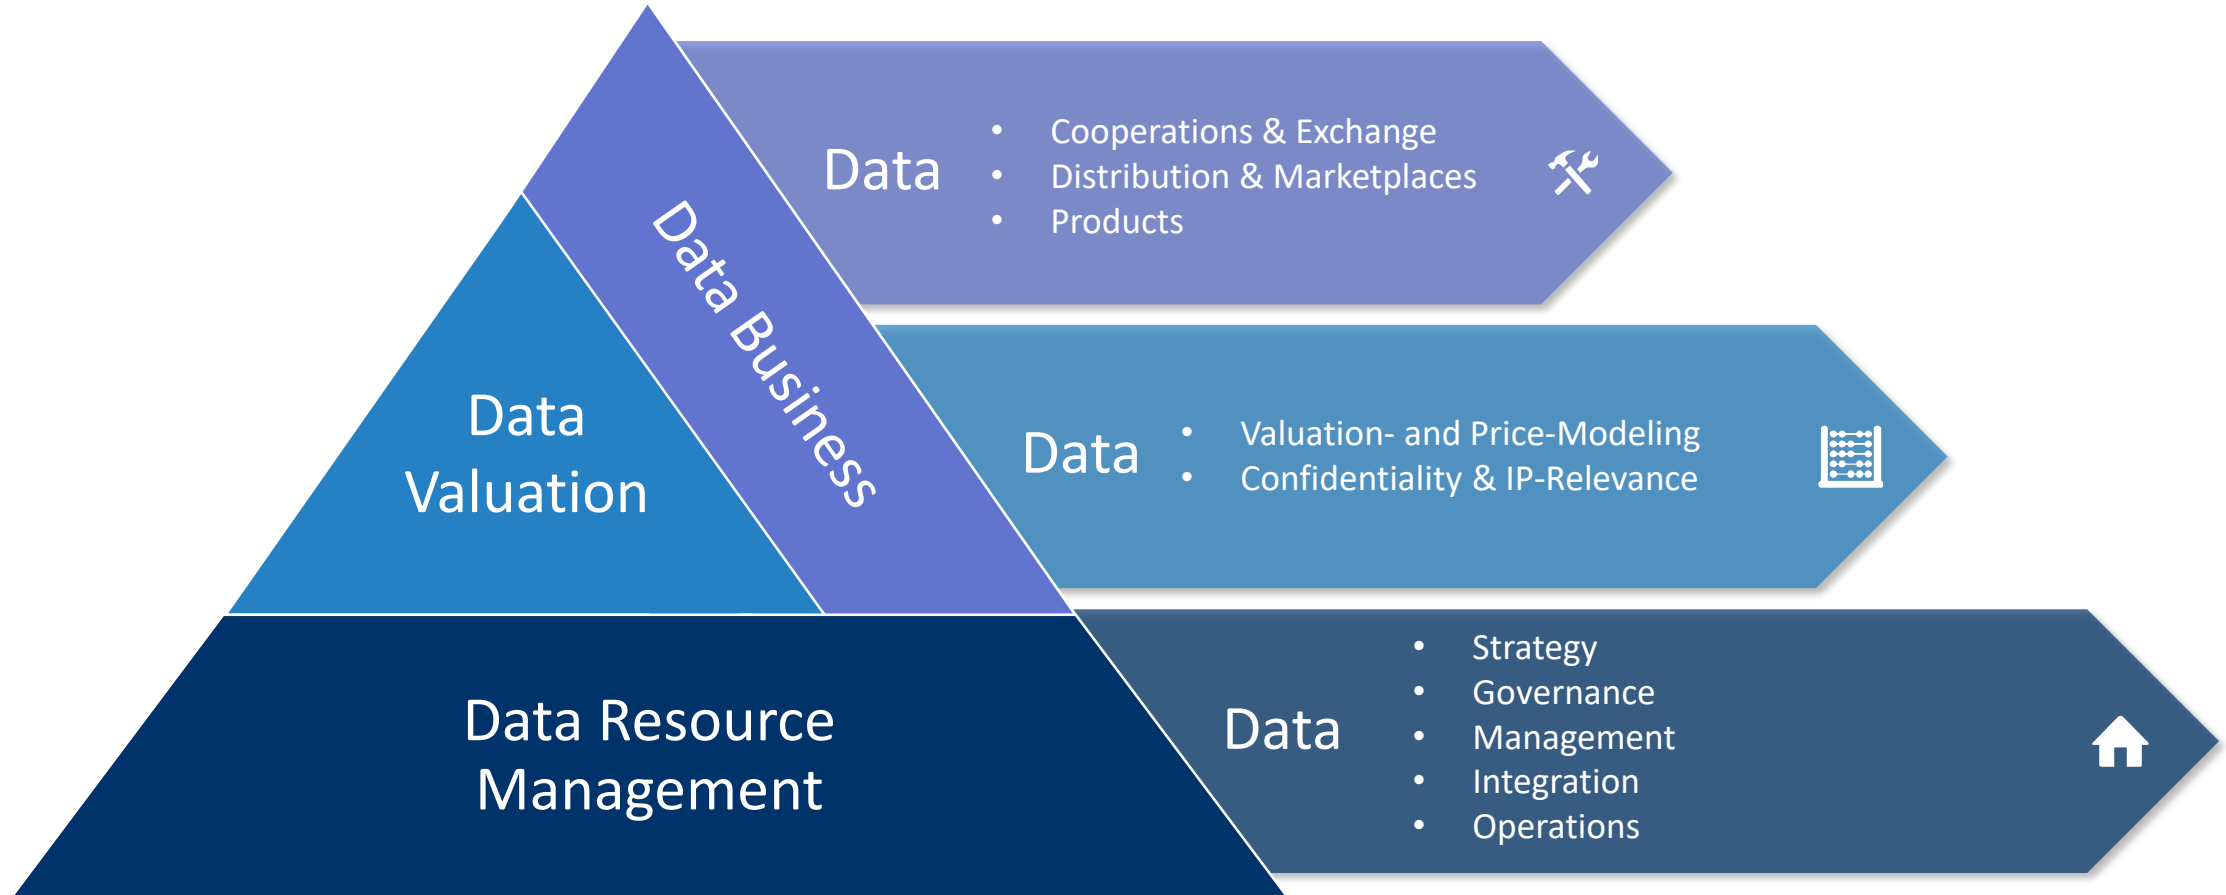 Data
• Cooperations & Exchange
• Distribution & Marketplaces
• Products
Data Business
Data
Valuation
Data
• Valuation- and Price-Modeling
• Confidentiality & IP-Relevance
Data Resource
Management
Data
• Strategy
• Governance
• Management
• Integration
• Operations